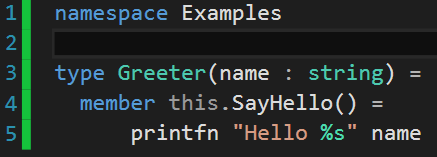 1 namespace Examples
2
3 type Greeter(name : string) =
4   member this.SayHello() =
5     printfn "Hello %s" name